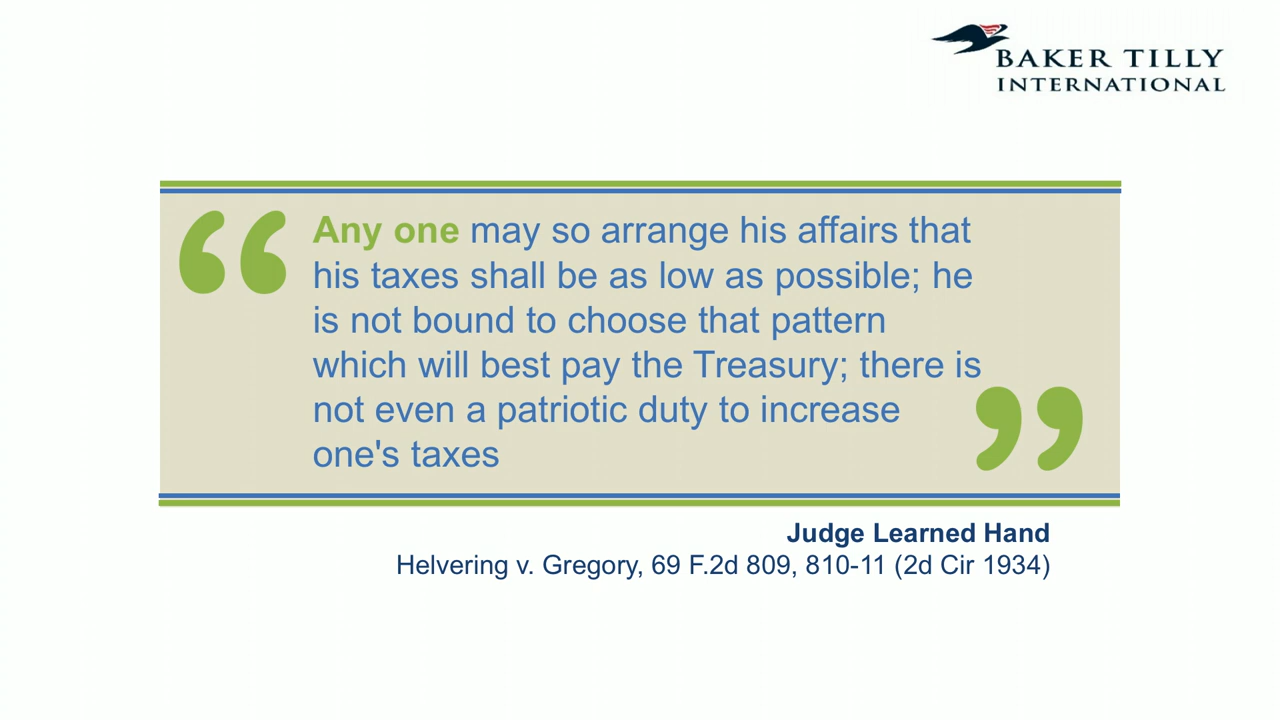 BAKER TILLY
INTERNATIONAL
“Any one may so arrange his affairs that
his taxes shall be as low as possible; he
is not bound to choose that pattern
which will best pay the Treasury; there is
not even a patriotic duty to increase
one's taxes”
Judge Learned Hand
Helvering v. Gregory, 69 F.2d 809, 810-11 (2d Cir 1934)